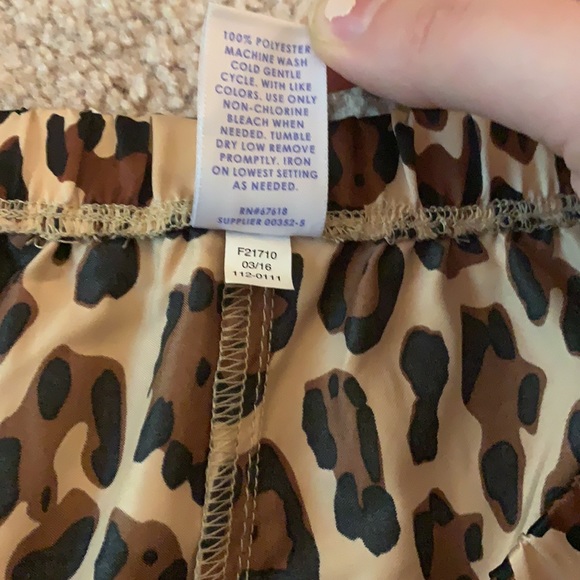 100% POLYESTER
MACHINE WASH
COLD GENTLE
CYCLE. WITH LIKE
COLORS. USE ONLY
NON-CHLORINE
BLEACH WHEN
NEEDED. TUMBLE
DRY LOW REMOVE
PROMPTLY. IRON
ON LOWEST SETTING
AS NEEDED.
RN#67618
SUPPLIER 00352-5
F21710
03/16
112-0111